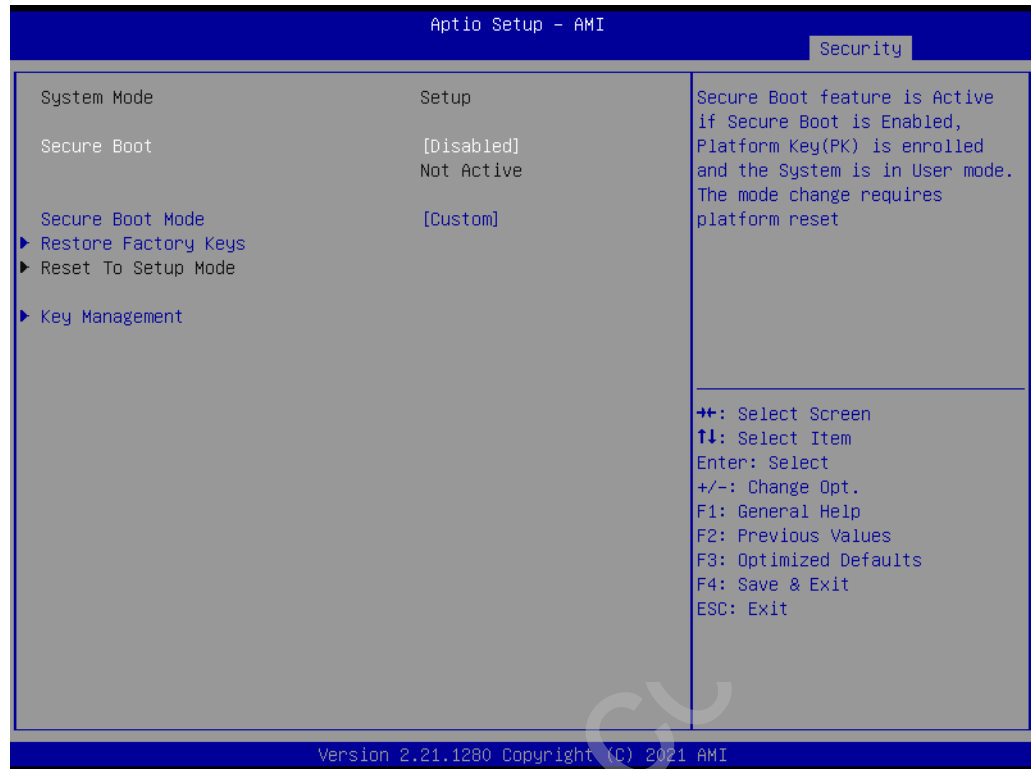 Aptio Setup – AMI
Security
System Mode Setup
Secure Boot [Disabled]
Not Active
Secure Boot Mode [Custom]
Restore Factory Keys
Reset To Setup Mode
Key Management
Secure Boot feature is Active
if Secure Boot is Enabled,
Platform Key(PK) is enrolled
and the System is in User mode.
The mode change requires
platform reset
→←: Select Screen
↑↓: Select Item
Enter: Select
+/-: Change Opt.
F1: General Help
F2: Previous Values
F3: Optimized Defaults
F4: Save & Exit
ESC: Exit
Version 2.21.1280 Copyright (C) 2021 AMI